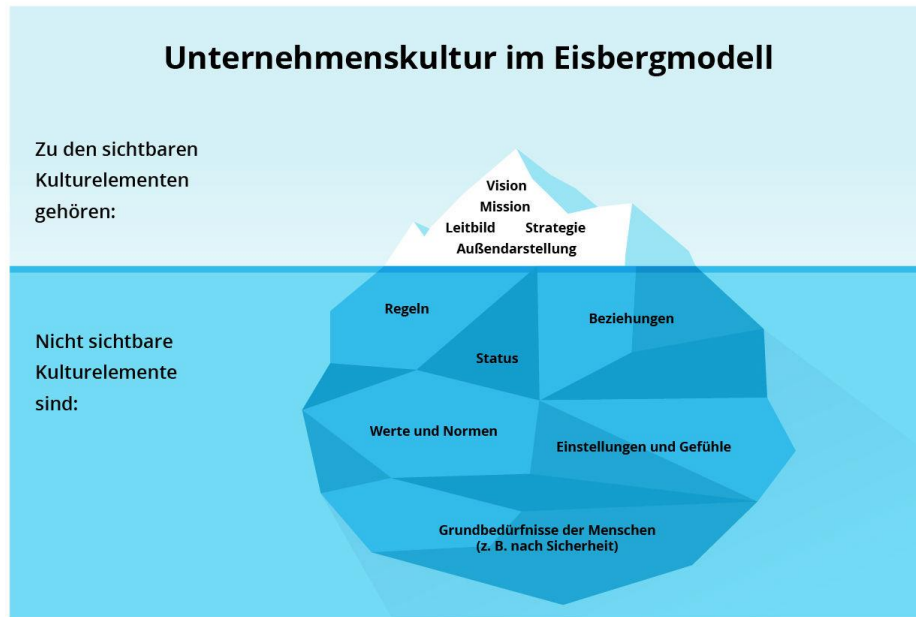 Unternehmenskultur im Eisbergmodell
Zu den sichtbaren
Kulturelementen
gehören:
Vision
Mission
Leitbild Strategie
Außendarstellung
Nicht sichtbare
Kulturelemente
sind:
Regeln
Beziehungen
Status
Werte und Normen
Einstellungen und Gefühle
Grundbedürfnisse der Menschen
(z. B. nach Sicherheit)